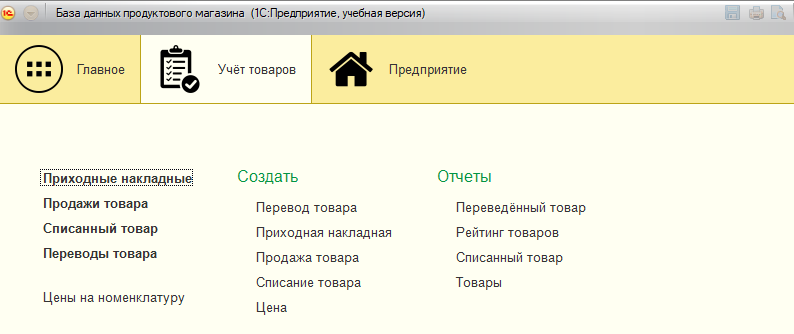 База данных продуктового магазина (1С:Предприятие, учебная версия)
Главное
Учёт товаров
Предприятие
Приходные накладные
Продажи товара
Списанный товар
Переводы товара
Цены на номенклатуру
Создать
Перевод товара
Приходная накладная
Продажа товара
Списание товара
Цена
Отчеты
Переведённый товар
Рейтинг товаров
Списанный товар
Товары